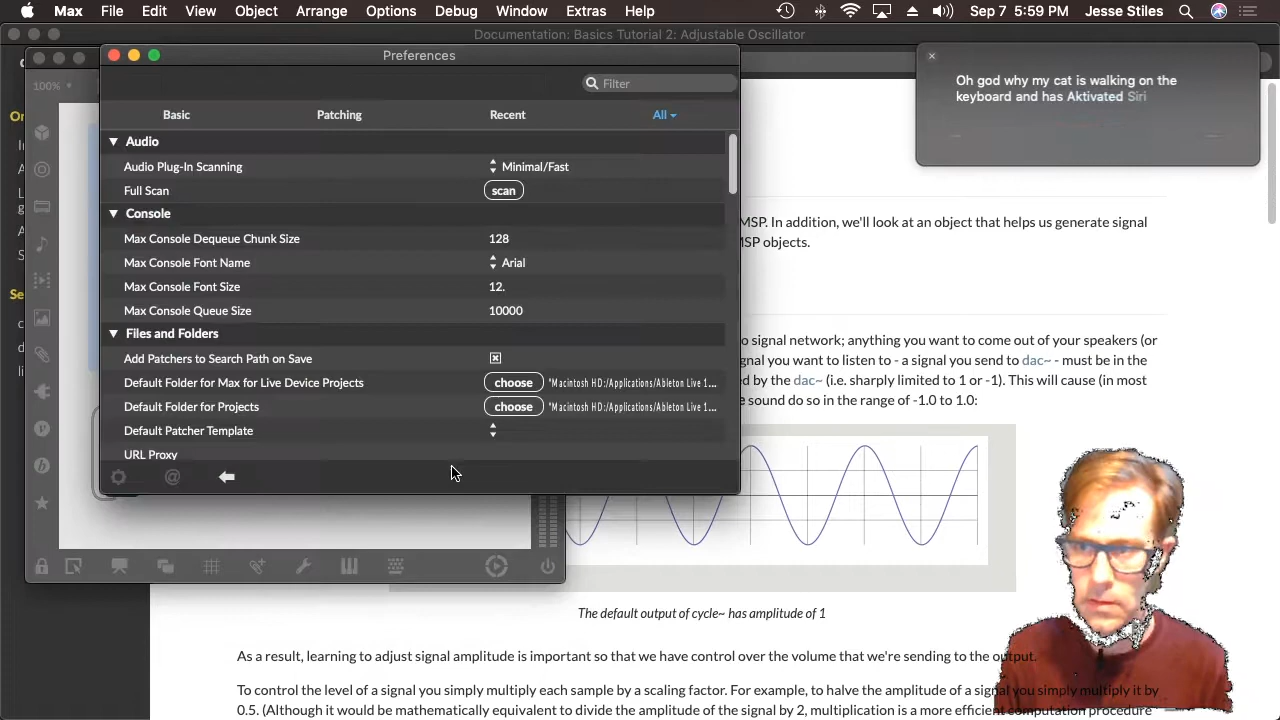 Max File Edit View Object Arrange Options Debug Window Extras Help Sep 7 5:59 PM Jesse Stiles
Documentation: Basics Tutorial 2: Adjustable Oscillator
Preferences
Filter
100%
Basic Patching Recent All
Oh god why my cat is walking on the
keyboard and has Aktivated Siri
Audio
Audio Plug-In Scanning Minimal/Fast
Full Scan scan
Console
Max Console Dequeue Chunk Size 128
Max Console Font Name Arial
Max Console Font Size 12.
Max Console Queue Size 10000
Files and Folders
Add Patchers to Search Path on Save
Default Folder for Max for Live Device Projects choose "Macintosh HD:/Applications/Ableton Live 1...
Default Folder for Projects choose "Macintosh HD:/Applications/Ableton Live 1...
Default Patcher Template
URL Proxy
MSP. In addition, we'll look at an object that helps us generate signal
MSP objects.
o signal network; anything you want to come out of your speakers (or
gnal you want to listen to - a signal you send to dac~ - must be in the
ed by the dac~ (i.e. sharply limited to 1 or -1). This will cause (in most
e sound do so in the range of -1.0 to 1.0:
The default output of cycle~ has amplitude of 1
As a result, learning to adjust signal amplitude is important so that we have control over the volume that we're sending to the output.
To control the level of a signal you simply multiply each sample by a scaling factor. For example, to halve the amplitude of a signal you simply multiply it by
0.5. (Although it would be mathematically equivalent to divide the amplitude of the signal by 2, multiplication is a more efficient computation procedure